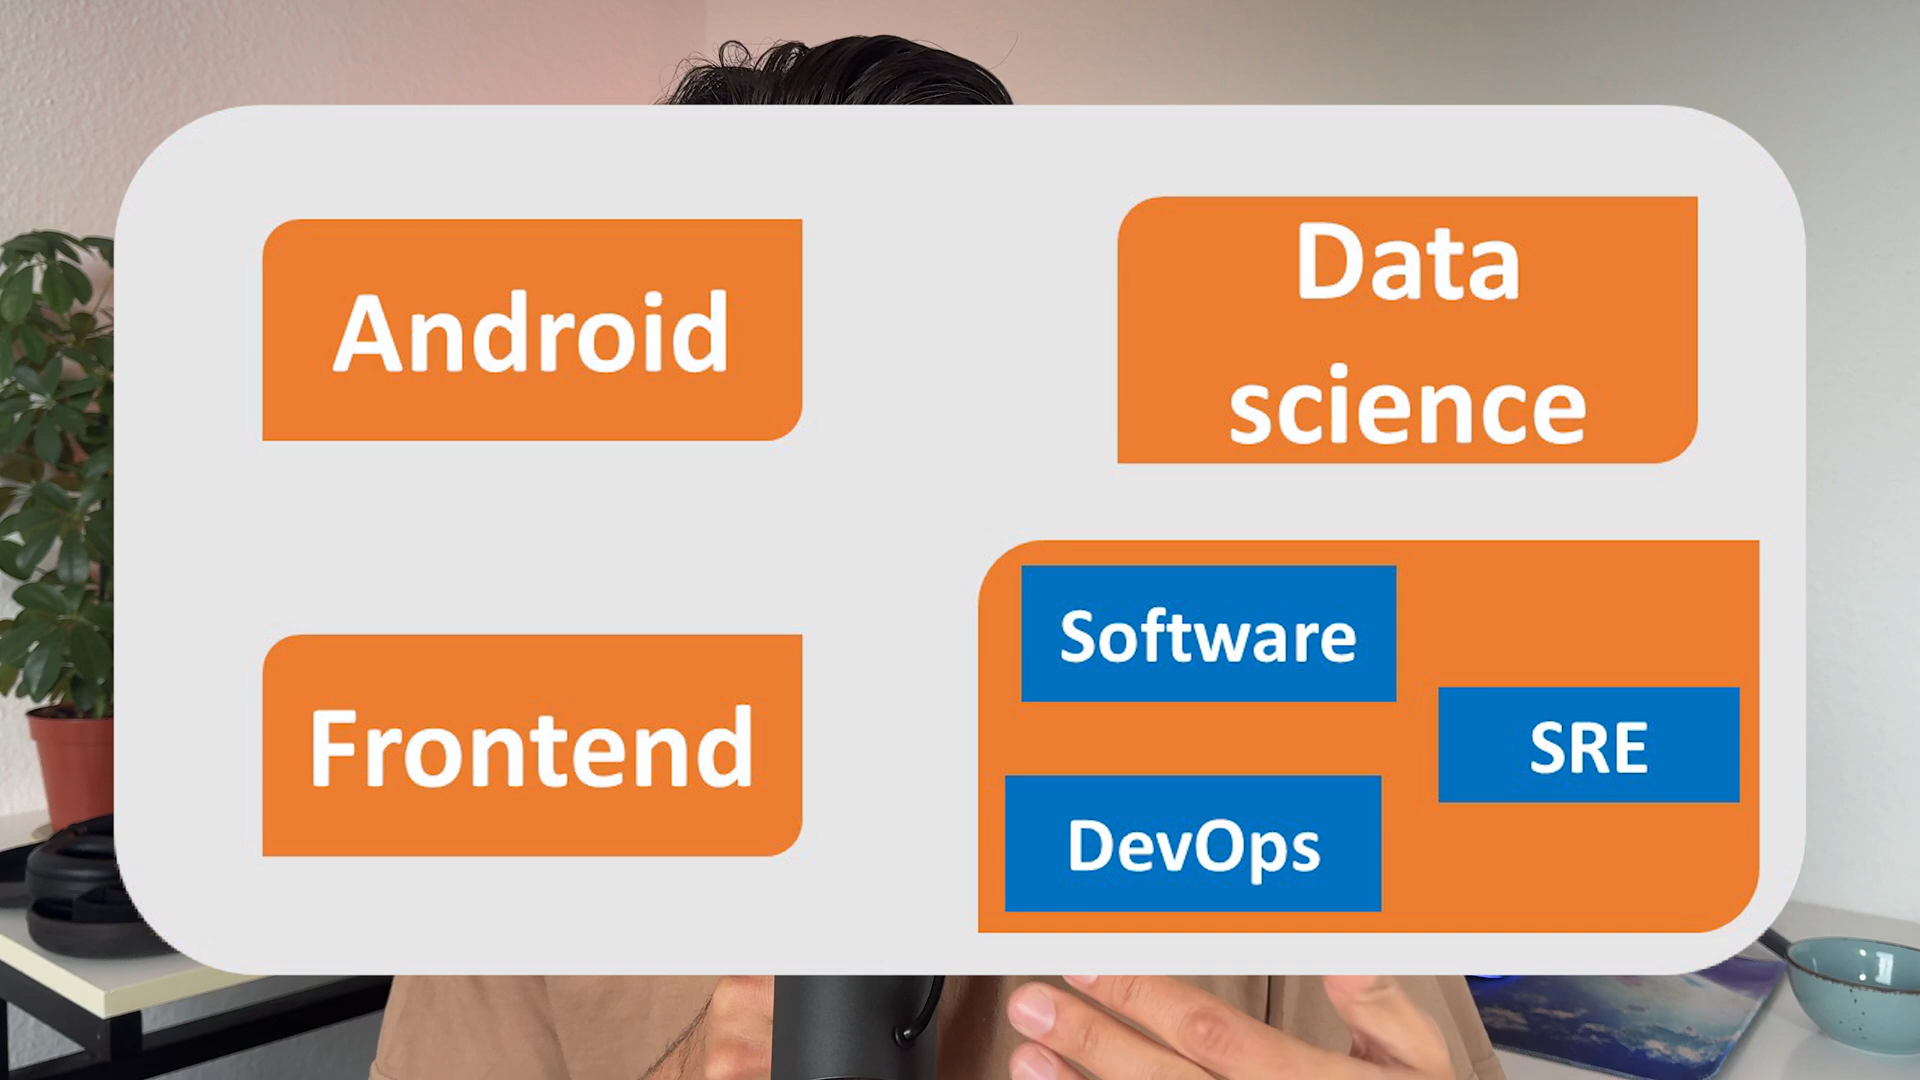 Android
Data
science
Frontend
Software
SRE
DevOps